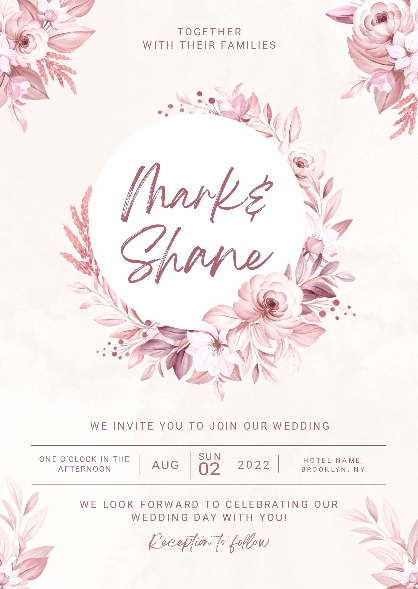 TOGETHER
WITH THEIR FAMILIES
Mark &
Shane
WE INVITE YOU TO JOIN OUR WEDDING
ONE O'CLOCK IN THE
AFTERNOON
AUG
SUN
02
2022
HOTEL NAME,
BROOKLYN, NY
WE LOOK FORWARD TO CELEBRATING OUR
WEDDING DAY WITH YOU!
Reception to follow